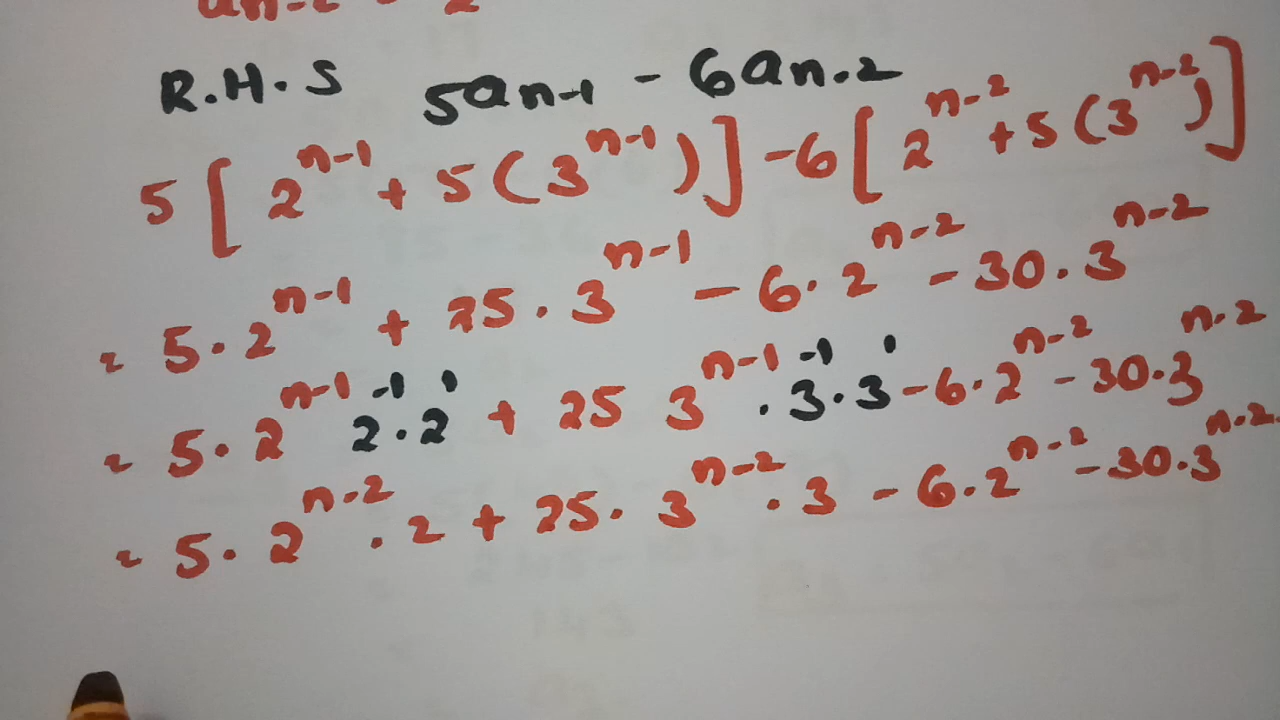 an-2 = 2
R.H.S 5an-1 - 6an-2
5[2^{n-1} + 5(3^{n-1})] - 6[2^{n-2} + 5(3^{n-2})]
= 5·2^{n-1} + 25·3^{n-1} - 6·2^{n-2} - 30·3^{n-2}
= 5·2^{n-1} 2^{-1}·2^{1} + 25 3^{n-1}·3^{-1}·3^{1} - 6·2^{n-2} - 30·3^{n-2}
= 5·2^{n-2}·2 + 25·3^{n-2}·3 - 6·2^{n-2} - 30·3^{n-2}